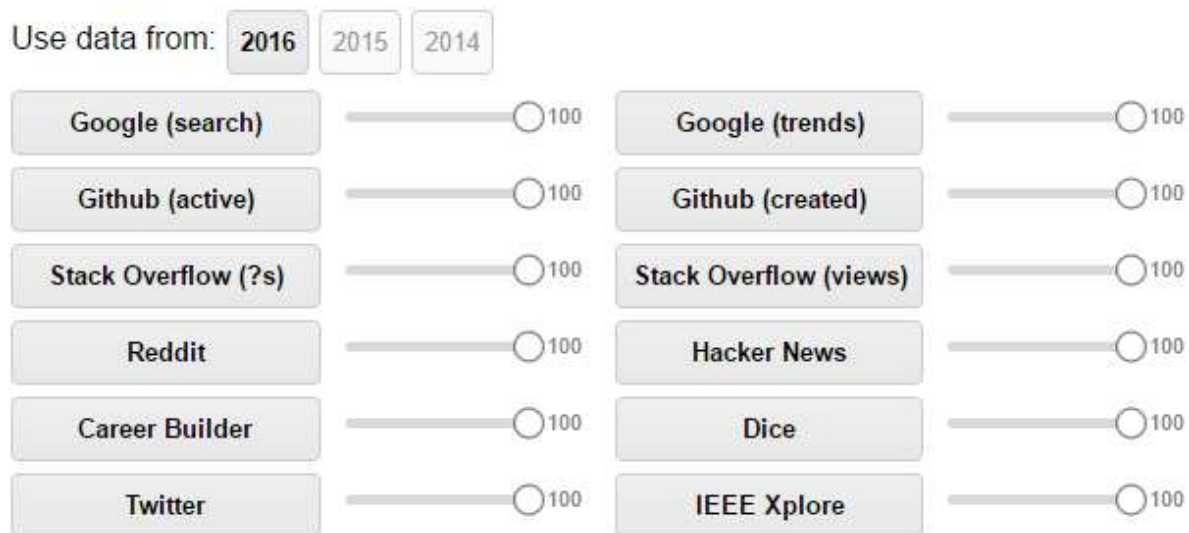 Use data from: 2016 2015 2014
Google (search) 100 Google (trends) 100
Github (active) 100 Github (created) 100
Stack Overflow (?s) 100 Stack Overflow (views) 100
Reddit 100 Hacker News 100
Career Builder 100 Dice 100
Twitter 100 IEEE Xplore 100